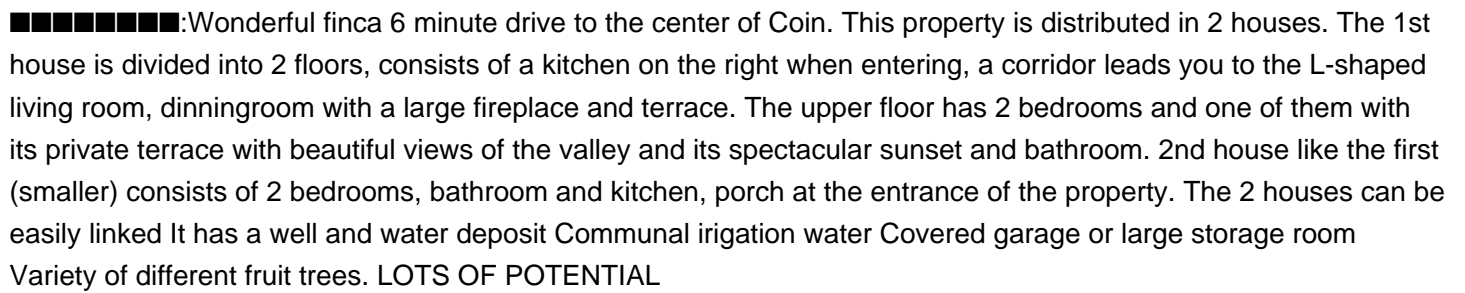 ■■■■■■■■:Wonderful finca 6 minute drive to the center of Coin. This property is distributed in 2 houses. The 1st
house is divided into 2 floors, consists of a kitchen on the right when entering, a corridor leads you to the L-shaped
living room, dinningroom with a large fireplace and terrace. The upper floor has 2 bedrooms and one of them with
its private terrace with beautiful views of the valley and its spectacular sunset and bathroom. 2nd house like the first
(smaller) consists of 2 bedrooms, bathroom and kitchen, porch at the entrance of the property. The 2 houses can be
easily linked It has a well and water deposit Communal irigation water Covered garage or large storage room
Variety of different fruit trees. LOTS OF POTENTIAL